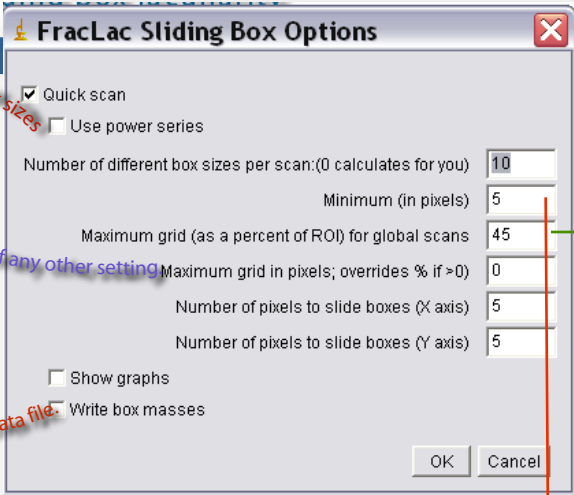 FracLac Sliding Box Options
Quick scan
sizes
Use power series
Number of different box sizes per scan:(0 calculates for you) 10
Minimum (in pixels) 5
Maximum grid (as a percent of ROI) for global scans 45
any other setting Maximum grid in pixels; overrides % if >0) 0
Number of pixels to slide boxes (X axis) 5
Number of pixels to slide boxes (Y axis) 5
Show graphs
data file. Write box masses
OK Cancel